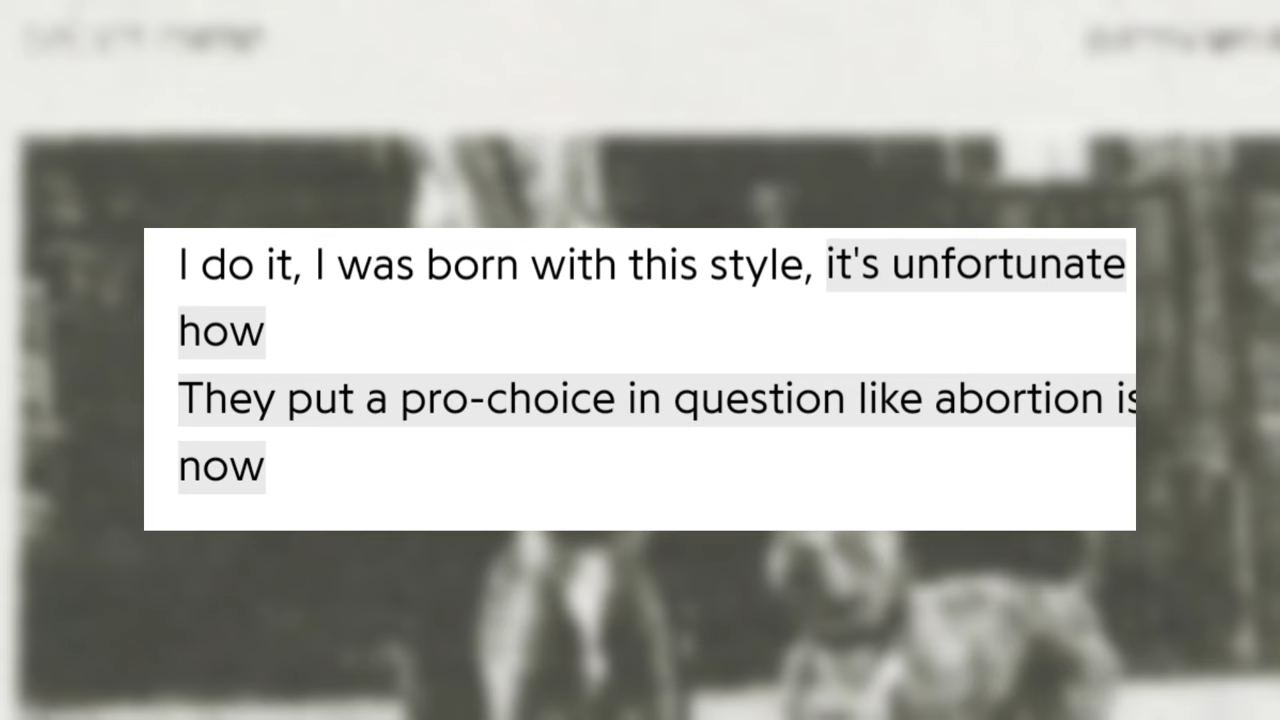 I do it, I was born with this style, it's unfortunate
how
They put a pro-choice in question like abortion is
now